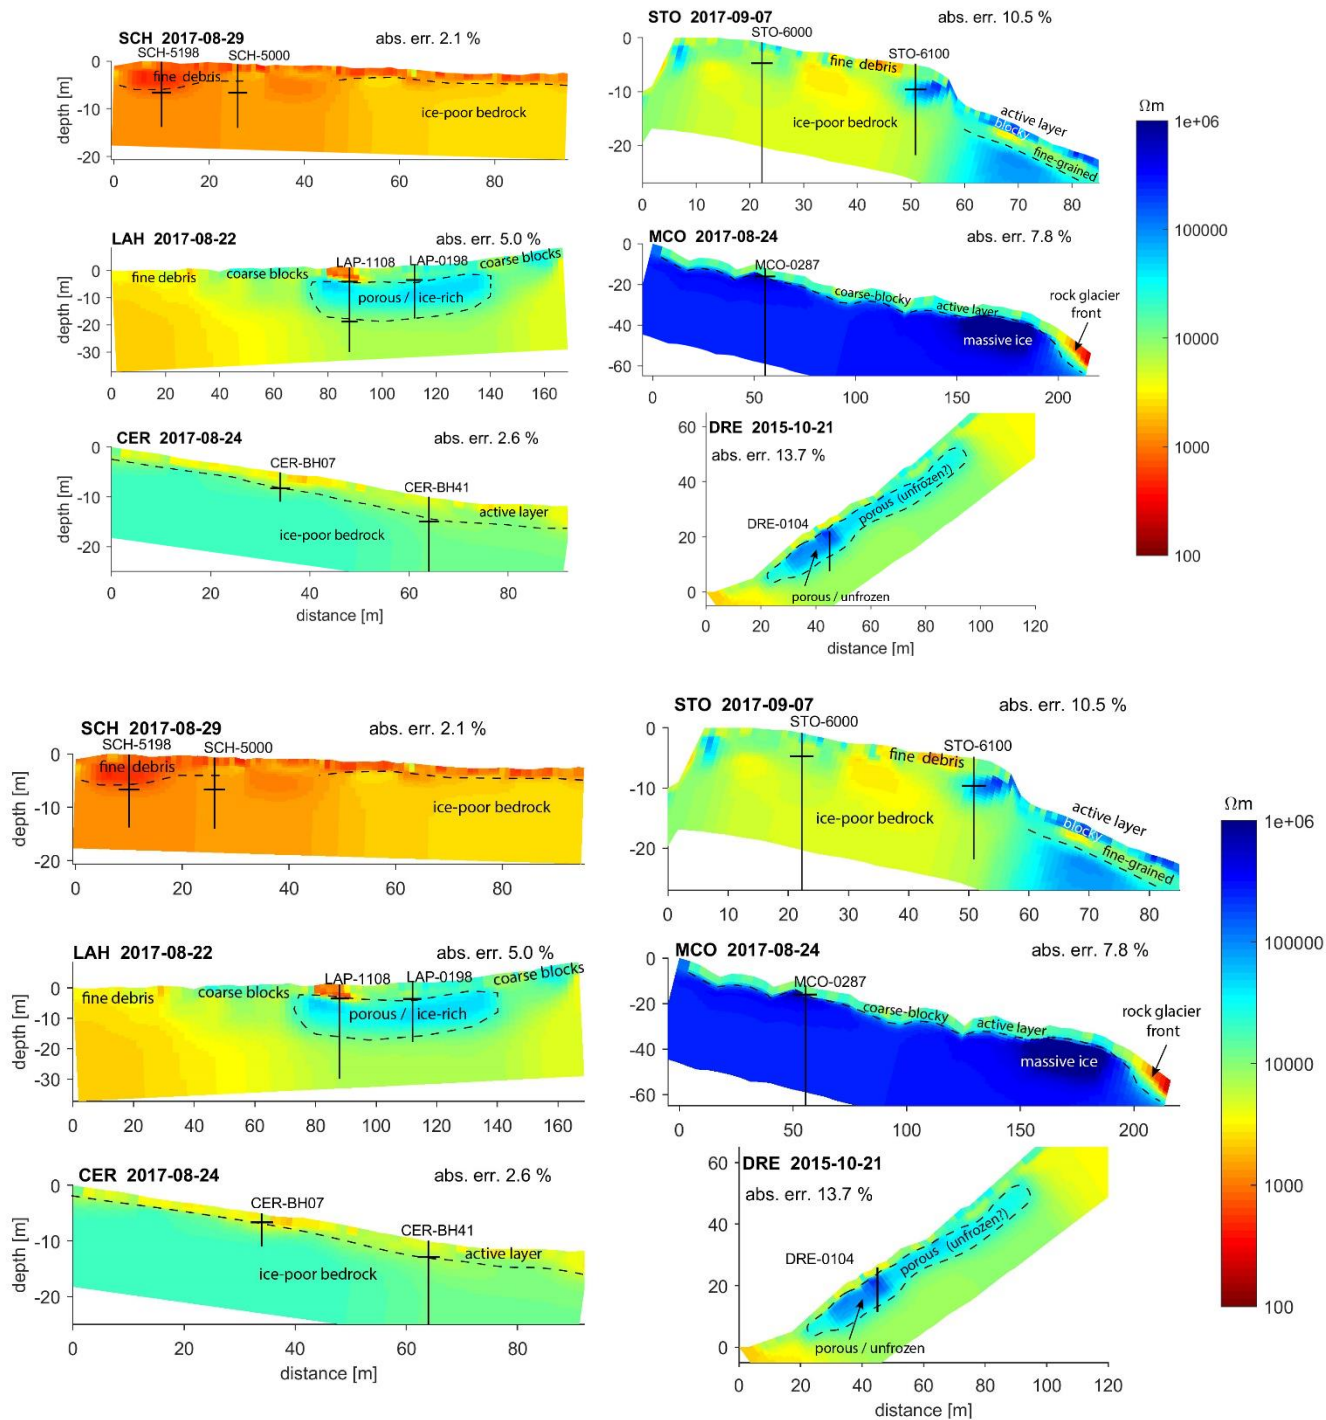 SCH 2017-08-29
abs. err. 2.1 %
SCH-5198
SCH-5000
fine debris
ice-poor bedrock
depth [m]
0
-10
-20
0
20
40
60
80
STO 2017-09-07
abs. err. 10.5 %
STO-6000
STO-6100
fine debris
ice-poor bedrock
active layer
blocky
fine-grained
0
-10
-20
0
10
20
30
40
50
60
70
80
LAH 2017-08-22
abs. err. 5.0 %
LAP-1108
LAP-0198
coarse blocks
fine debris
coarse blocks
porous / ice-rich
depth [m]
0
-10
-20
-30
0
20
40
60
80
100
120
140
160
MCO 2017-08-24
abs. err. 7.8 %
MCO-0287
coarse-blocky
active layer
massive ice
rock glacier
front
0
-20
-40
-60
0
50
100
150
200
CER 2017-08-24
abs. err. 2.6 %
CER-BH07
CER-BH41
active layer
ice-poor bedrock
depth [m]
0
-10
-20
0
20
40
60
80
distance [m]
DRE 2015-10-21
abs. err. 13.7 %
DRE-0104
porous (unfrozen?)
porous / unfrozen
60
40
20
0
0
20
40
60
80
100
120
distance [m]
Ωm
1e+06
100000
10000
1000
100
SCH 2017-08-29
abs. err. 2.1 %
SCH-5198
SCH-5000
fine debris
ice-poor bedrock
depth [m]
0
-10
-20
0
20
40
60
80
STO 2017-09-07
abs. err. 10.5 %
STO-6000
STO-6100
fine debris
ice-poor bedrock
active layer
blocky
fine-grained
0
-10
-20
0
10
20
30
40
50
60
70
80
LAH 2017-08-22
abs. err. 5.0 %
LAP-1108
LAP-0198
coarse blocks
fine debris
coarse blocks
porous / ice-rich
depth [m]
0
-10
-20
-30
0
20
40
60
80
100
120
140
160
MCO 2017-08-24
abs. err. 7.8 %
MCO-0287
coarse-blocky
active layer
massive ice
rock glacier
front
0
-20
-40
-60
0
50
100
150
200
CER 2017-08-24
abs. err. 2.6 %
CER-BH07
CER-BH41
active layer
ice-poor bedrock
depth [m]
0
-10
-20
0
20
40
60
80
distance [m]
DRE 2015-10-21
abs. err. 13.7 %
DRE-0104
porous (unfrozen?)
porous / unfrozen
60
40
20
0
0
20
40
60
80
100
120
distance [m]
Ωm
1e+06
100000
10000
1000
100